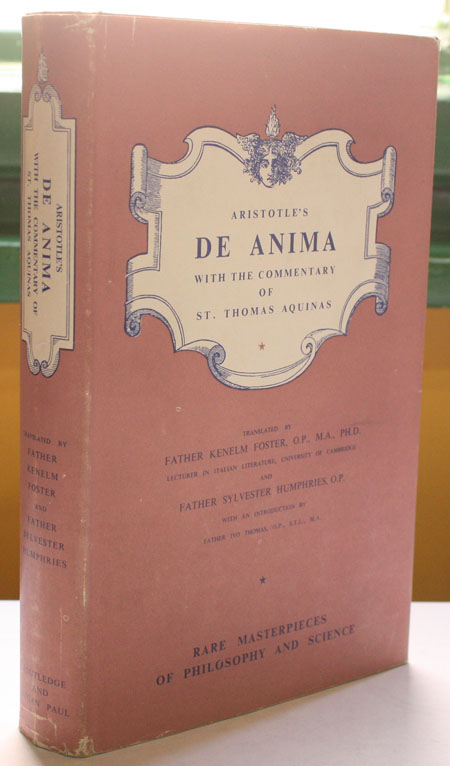 ARISTOTLE'S
DE ANIMA
WITH THE COMMENTARY OF
ST. THOMAS AQUINAS
TRANSLATED BY
FATHER
KENELM
FOSTER
AND
FATHER
SYLVESTER
HUMPHRIES
AND
PAUL
ARISTOTLE'S
DE ANIMA
WITH THE COMMENTARY
OF
ST. THOMAS AQUINAS
TRANSLATED BY
FATHER KENELM FOSTER, O.P., M.A., PH.D.
LECTURER IN ITALIAN LITERATURE, UNIVERSITY OF CAMBRIDGE
AND
FATHER SYLVESTER HUMPHRIES, O.P.
WITH AN INTRODUCTION BY
FATHER IVO THOMAS, O.P., S.T.L., M.A.
RARE MASTERPIECES
OF PHILOSOPHY AND SCIENCE